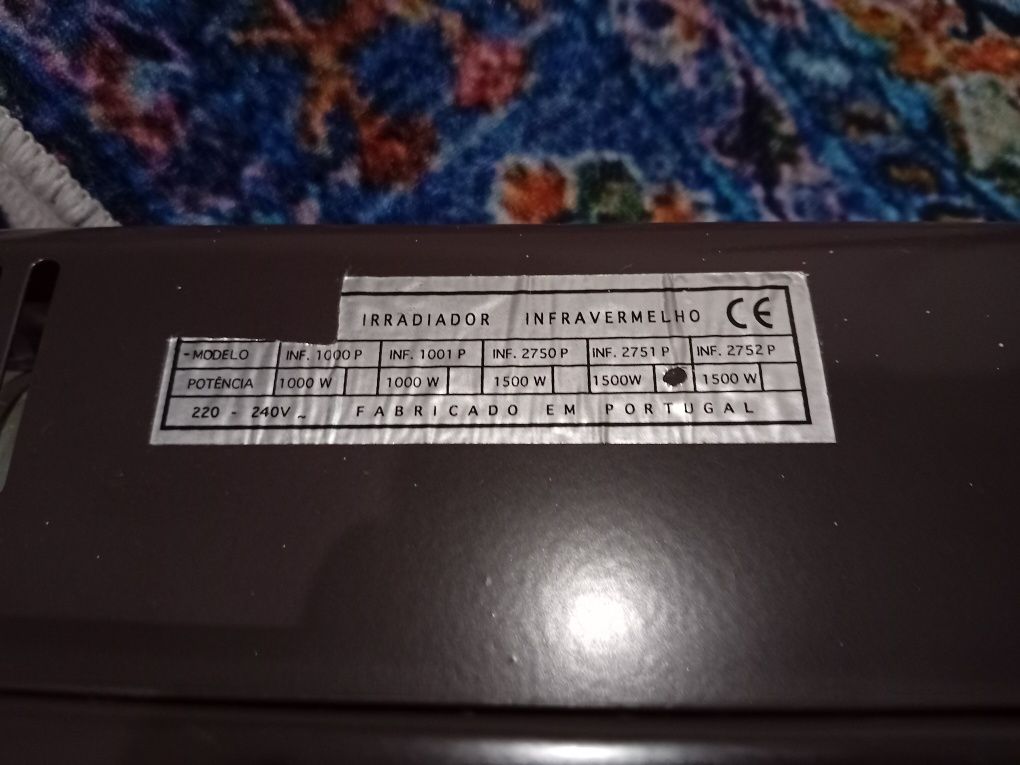 IRRADIADOR INFRAVERMELHO CE
-MODELO INF. 1000 P INF. 1001 P INF. 2750 P INF. 2751 P INF. 2752 P
POTÊNCIA 1000 W 1000 W 1500 W 1500W 1500 W
220 - 240V ~ FABRICADO EM PORTUGAL